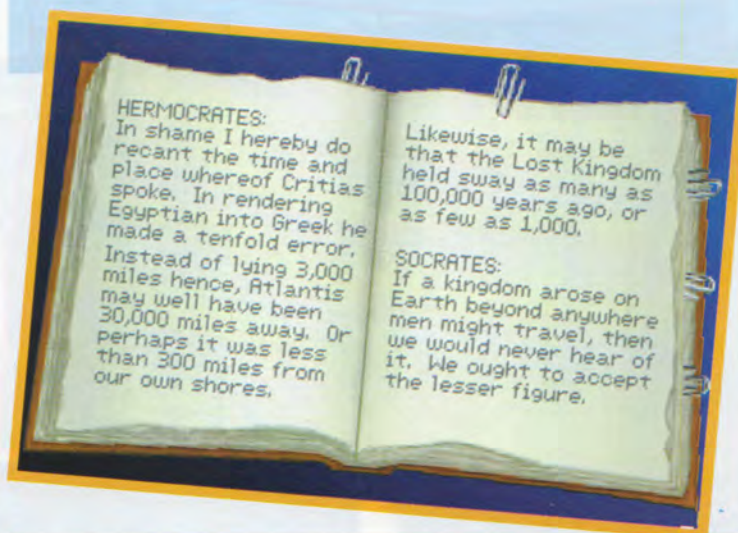 HERMOCRATES:
In shame I hereby do
recant the time and
place whereof Critias
spoke. In rendering
Egyptian into Greek he
made a tenfold error.
Instead of lying 3,000
miles hence, Atlantis
may well have been
30,000 miles away. Or
perhaps it was less
than 300 miles from
our own shores.
Likewise, it may be
that the Lost Kingdom
held sway as many as
100,000 years ago, or
as few as 1,000.
SOCRATES:
If a kingdom arose on
Earth beyond anywhere
men might travel, then
we would never hear of
it. We ought to accept
the lesser figure.